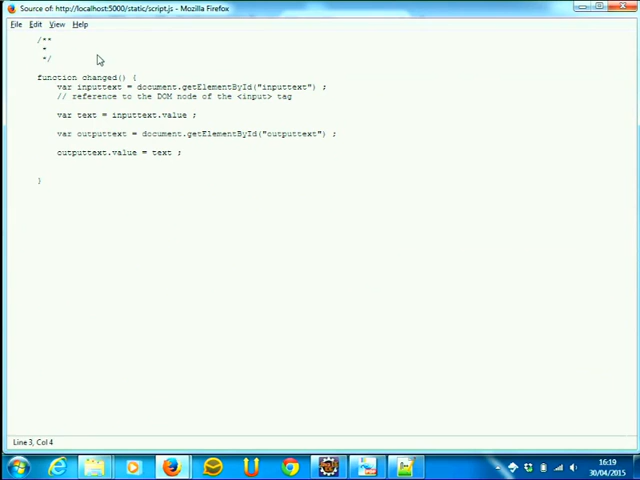 Source of: http://localhost:5000/static/script.js - Mozilla Firefox
File Edit View Help
/**
*
*/
function changed() {
var inputtext = document.getElementById("inputtext") ;
// reference to the DOM node of the <input> tag
var text = inputtext.value ;
var outputtext = document.getElementById("outputtext") ;
outputtext.value = text ;
}
Line 3, Col 4
16:19
30/04/2015